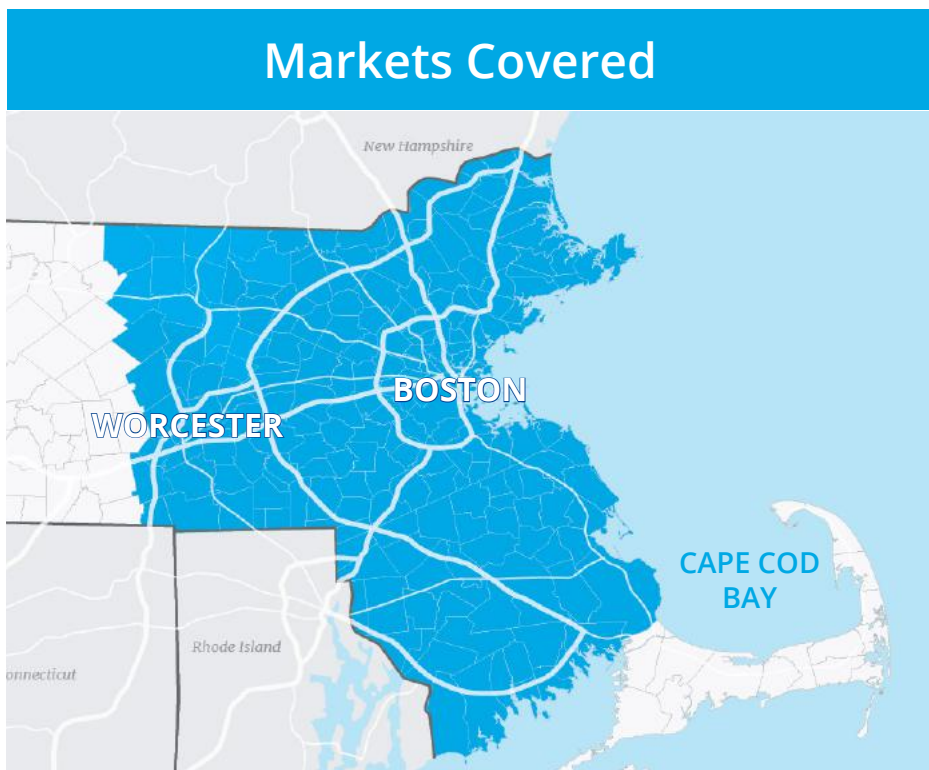 Markets Covered
New Hampshire
BOSTON
WORCESTER
CAPE COD
BAY
Rhode Island
onnecticut